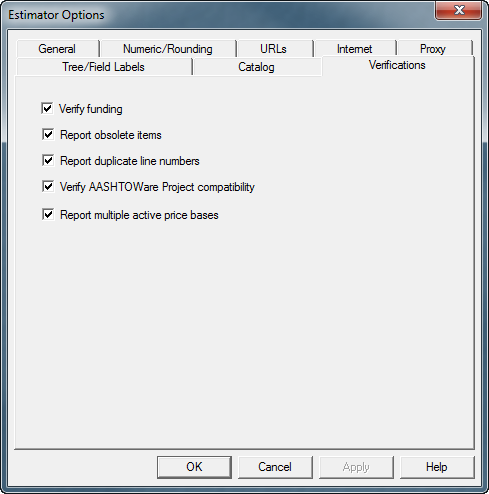 Estimator Options
General Numeric/Rounding URLs Internet Proxy
Tree/Field Labels Catalog Verifications
Verify funding
Report obsolete items
Report duplicate line numbers
Verify AASHTOWare Project compatibility
Report multiple active price bases
OK Cancel Apply Help